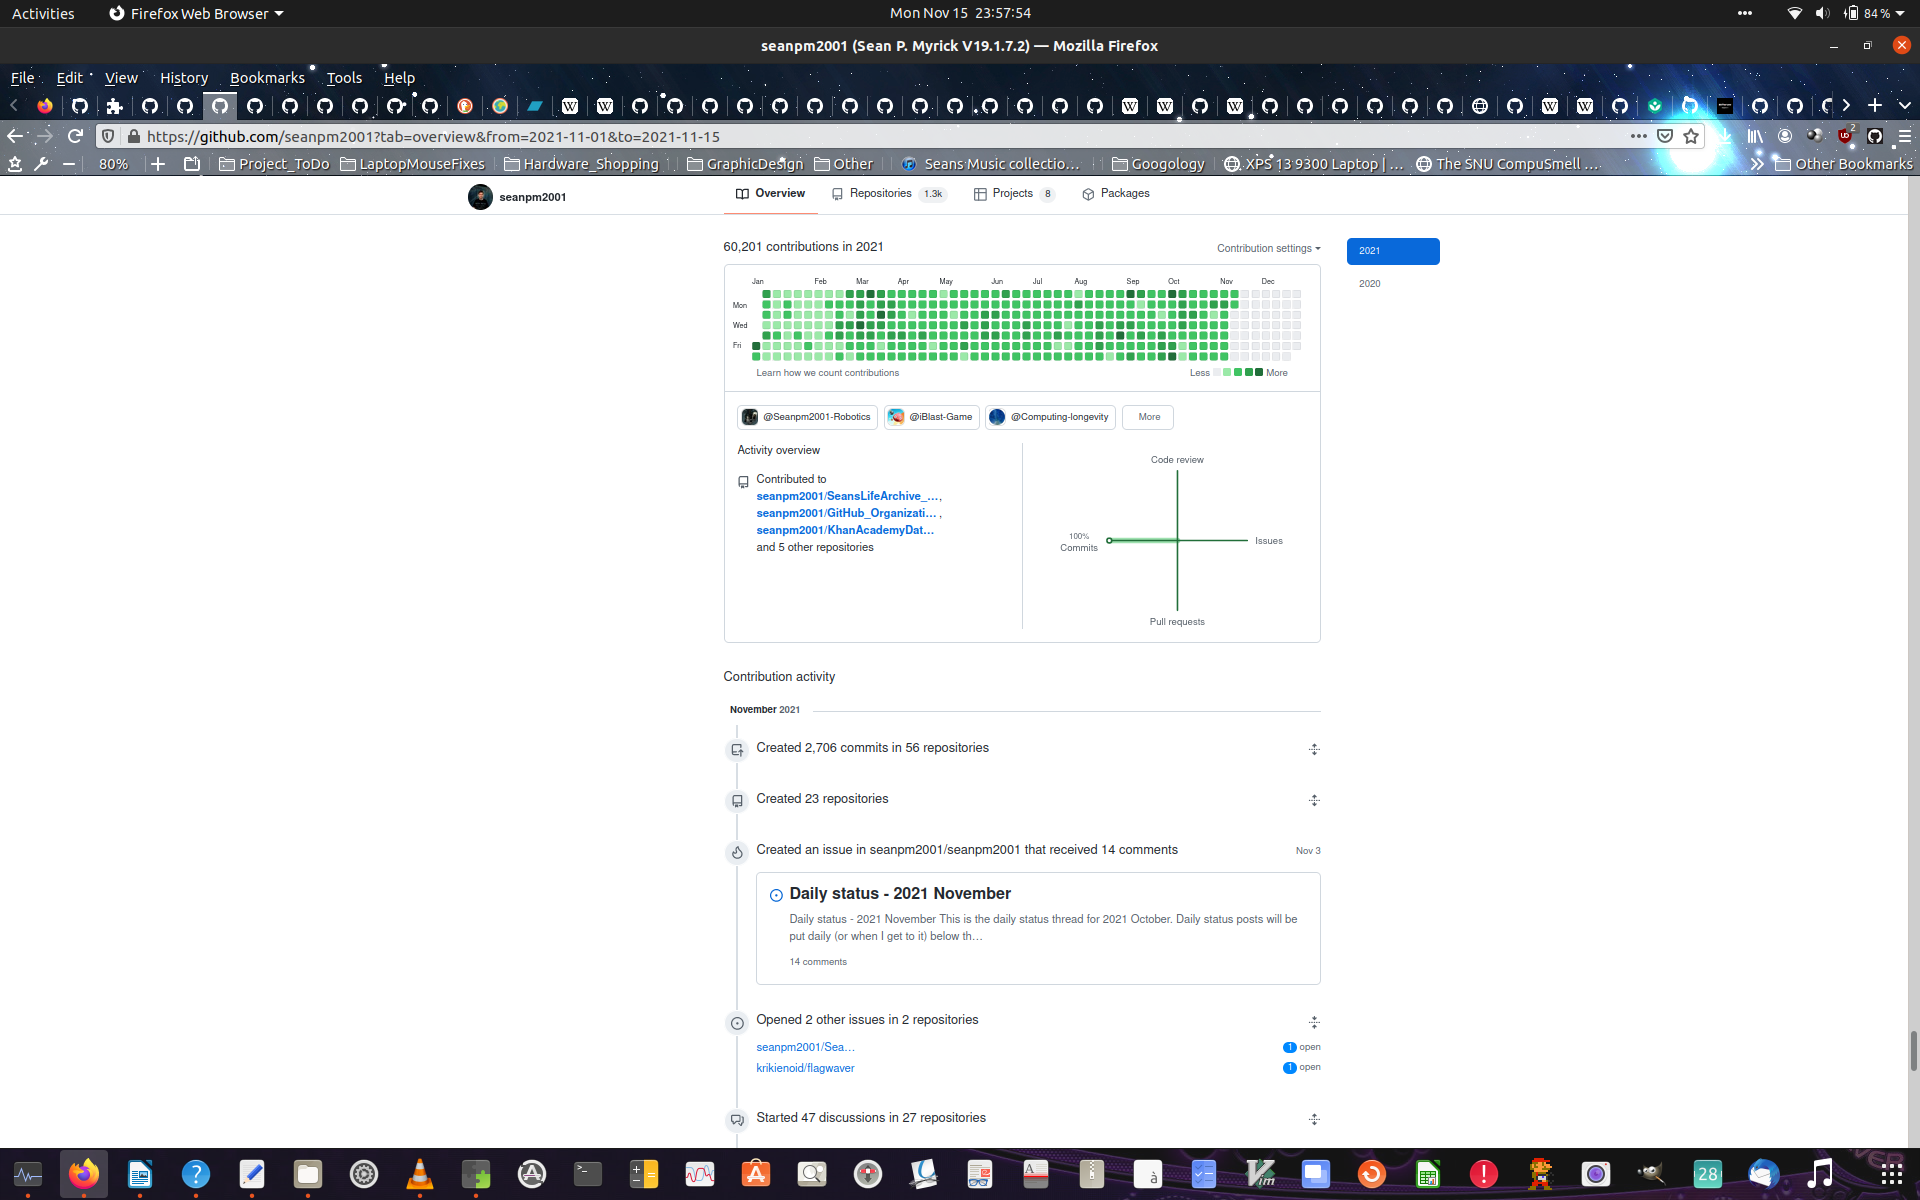 Activities
Firefox Web Browser
Mon Nov 15 23:57:54
84 %
seanpm2001 (Sean P. Myrick V19.1.7.2) — Mozilla Firefox
File Edit View History Bookmarks Tools Help
https://github.com/seanpm2001?tab=overview&from=2021-11-01&to=2021-11-15
2
80%
Project_ToDo
LaptopMouseFixes
Hardware_Shopping
GraphicDesign
Other
Seans Music collectio…
Googology
XPS 13 9300 Laptop | …
The SNU CompuSmell …
Other Bookmarks
seanpm2001
Overview
Repositories 1.3k
Projects 8
Packages
60,201 contributions in 2021
Contribution settings
2021
2020
Jan Feb Mar Apr May Jun Jul Aug Sep Oct Nov Dec
Mon
Wed
Fri
Learn how we count contributions
Less
More
@Seanpm2001-Robotics
@iBlast-Game
@Computing-longevity
More
Activity overview
Contributed to
seanpm2001/SeansLifeArchive_…,
seanpm2001/GitHub_Organizati… ,
seanpm2001/KhanAcademyDat…
and 5 other repositories
Code review
100%
Commits
Issues
Pull requests
Contribution activity
November 2021
Created 2,706 commits in 56 repositories
Created 23 repositories
Created an issue in seanpm2001/seanpm2001 that received 14 comments
Nov 3
Daily status - 2021 November
Daily status - 2021 November This is the daily status thread for 2021 October. Daily status posts will be
put daily (or when I get to it) below th…
14 comments
Opened 2 other issues in 2 repositories
seanpm2001/Sea…
1 open
krikienoid/flagwaver
1 open
Started 47 discussions in 27 repositories
28